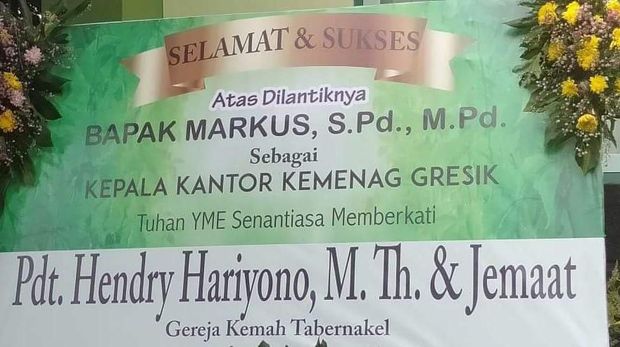 SELAMAT & SUKSES
Atas Dilantiknya
BAPAK MARKUS, S.Pd., M.Pd.
Sebagai
KEPALA KANTOR KEMENAG GRESIK
Tuhan YME Senantiasa Memberkati
Pdt. Hendry Hariyono, M. Th. & Jemaat
Gereja Kemah Tabernakel